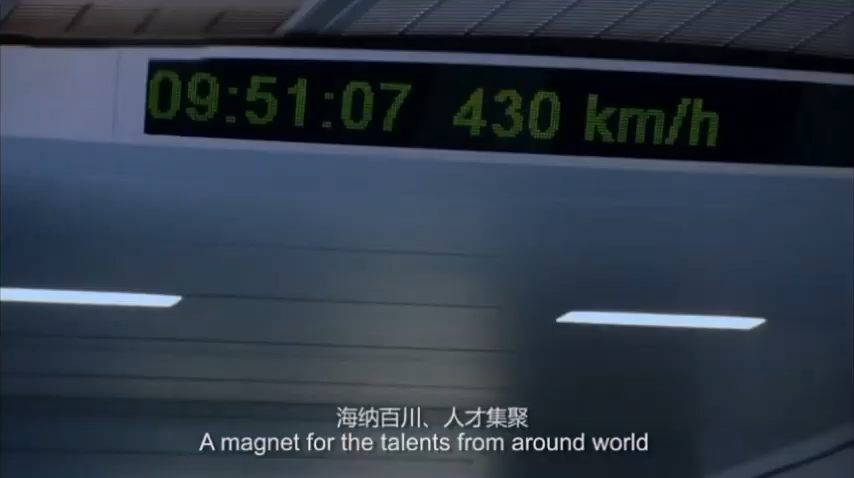 09:51:07 430 km/h
海纳百川、人才集聚
A magnet for the talents from around world